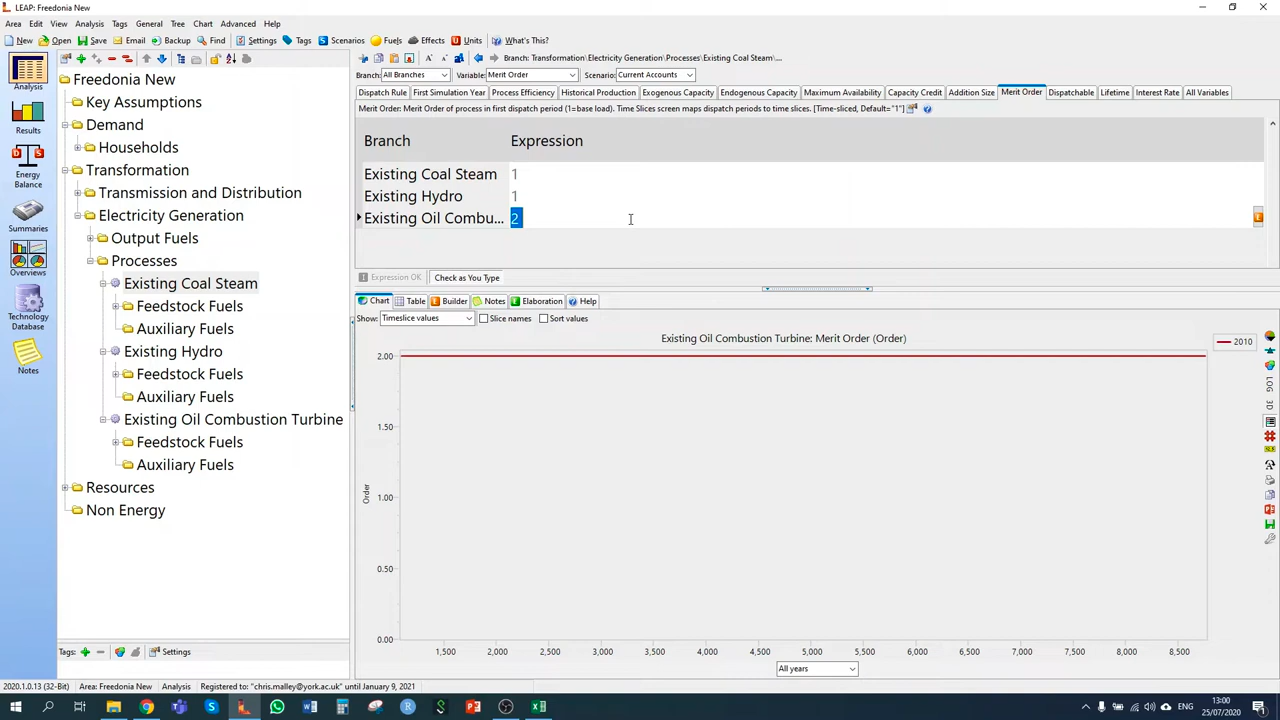 LEAP: Freedonia New
Area Edit View Analysis Tags General Tree Chart Advanced Help
New Open Save Email Backup Find Settings Tags Scenarios Fuels Effects Units What's This?
Branch: Transformation\Electricity Generation\Processes\Existing Coal Steam\...
Branch: All Branches Variable: Merit Order Scenario: Current Accounts
Dispatch Rule First Simulation Year Process Efficiency Historical Production Exogenous Capacity Endogenous Capacity Maximum Availability Capacity Credit Addition Size Merit Order Dispatchable Lifetime Interest Rate All Variables
Merit Order: Merit Order of process in first dispatch period (1=base load). Time Slices screen maps dispatch periods to time slices. [Time-sliced, Default="1"]
Branch Expression
Existing Coal Steam 1
Existing Hydro 1
Existing Oil Combu... 2
Expression OK Check as You Type
Chart Table Builder Notes Elaboration Help
Show: Timeslice values Slice names Sort values
Existing Oil Combustion Turbine: Merit Order (Order)
2010
2.00
1.50
1.00
0.50
0.00
Order
1,500 2,000 2,500 3,000 3,500 4,000 4,500 5,000 5,500 6,000 6,500 7,000 7,500 8,000 8,500
All years
LOG
3D
Analysis
Results
Energy
Balance
Summaries
Overviews
Technology
Database
Notes
Freedonia New
Key Assumptions
Demand
Households
Transformation
Transmission and Distribution
Electricity Generation
Output Fuels
Processes
Existing Coal Steam
Feedstock Fuels
Auxiliary Fuels
Existing Hydro
Feedstock Fuels
Auxiliary Fuels
Existing Oil Combustion Turbine
Feedstock Fuels
Auxiliary Fuels
Resources
Non Energy
Tags: Settings
2020.1.0.13 (32-Bit) Area: Freedonia New Analysis Registered to: "chris.malley@york.ac.uk" until January 9, 2021
ENG
13:00
25/07/2020